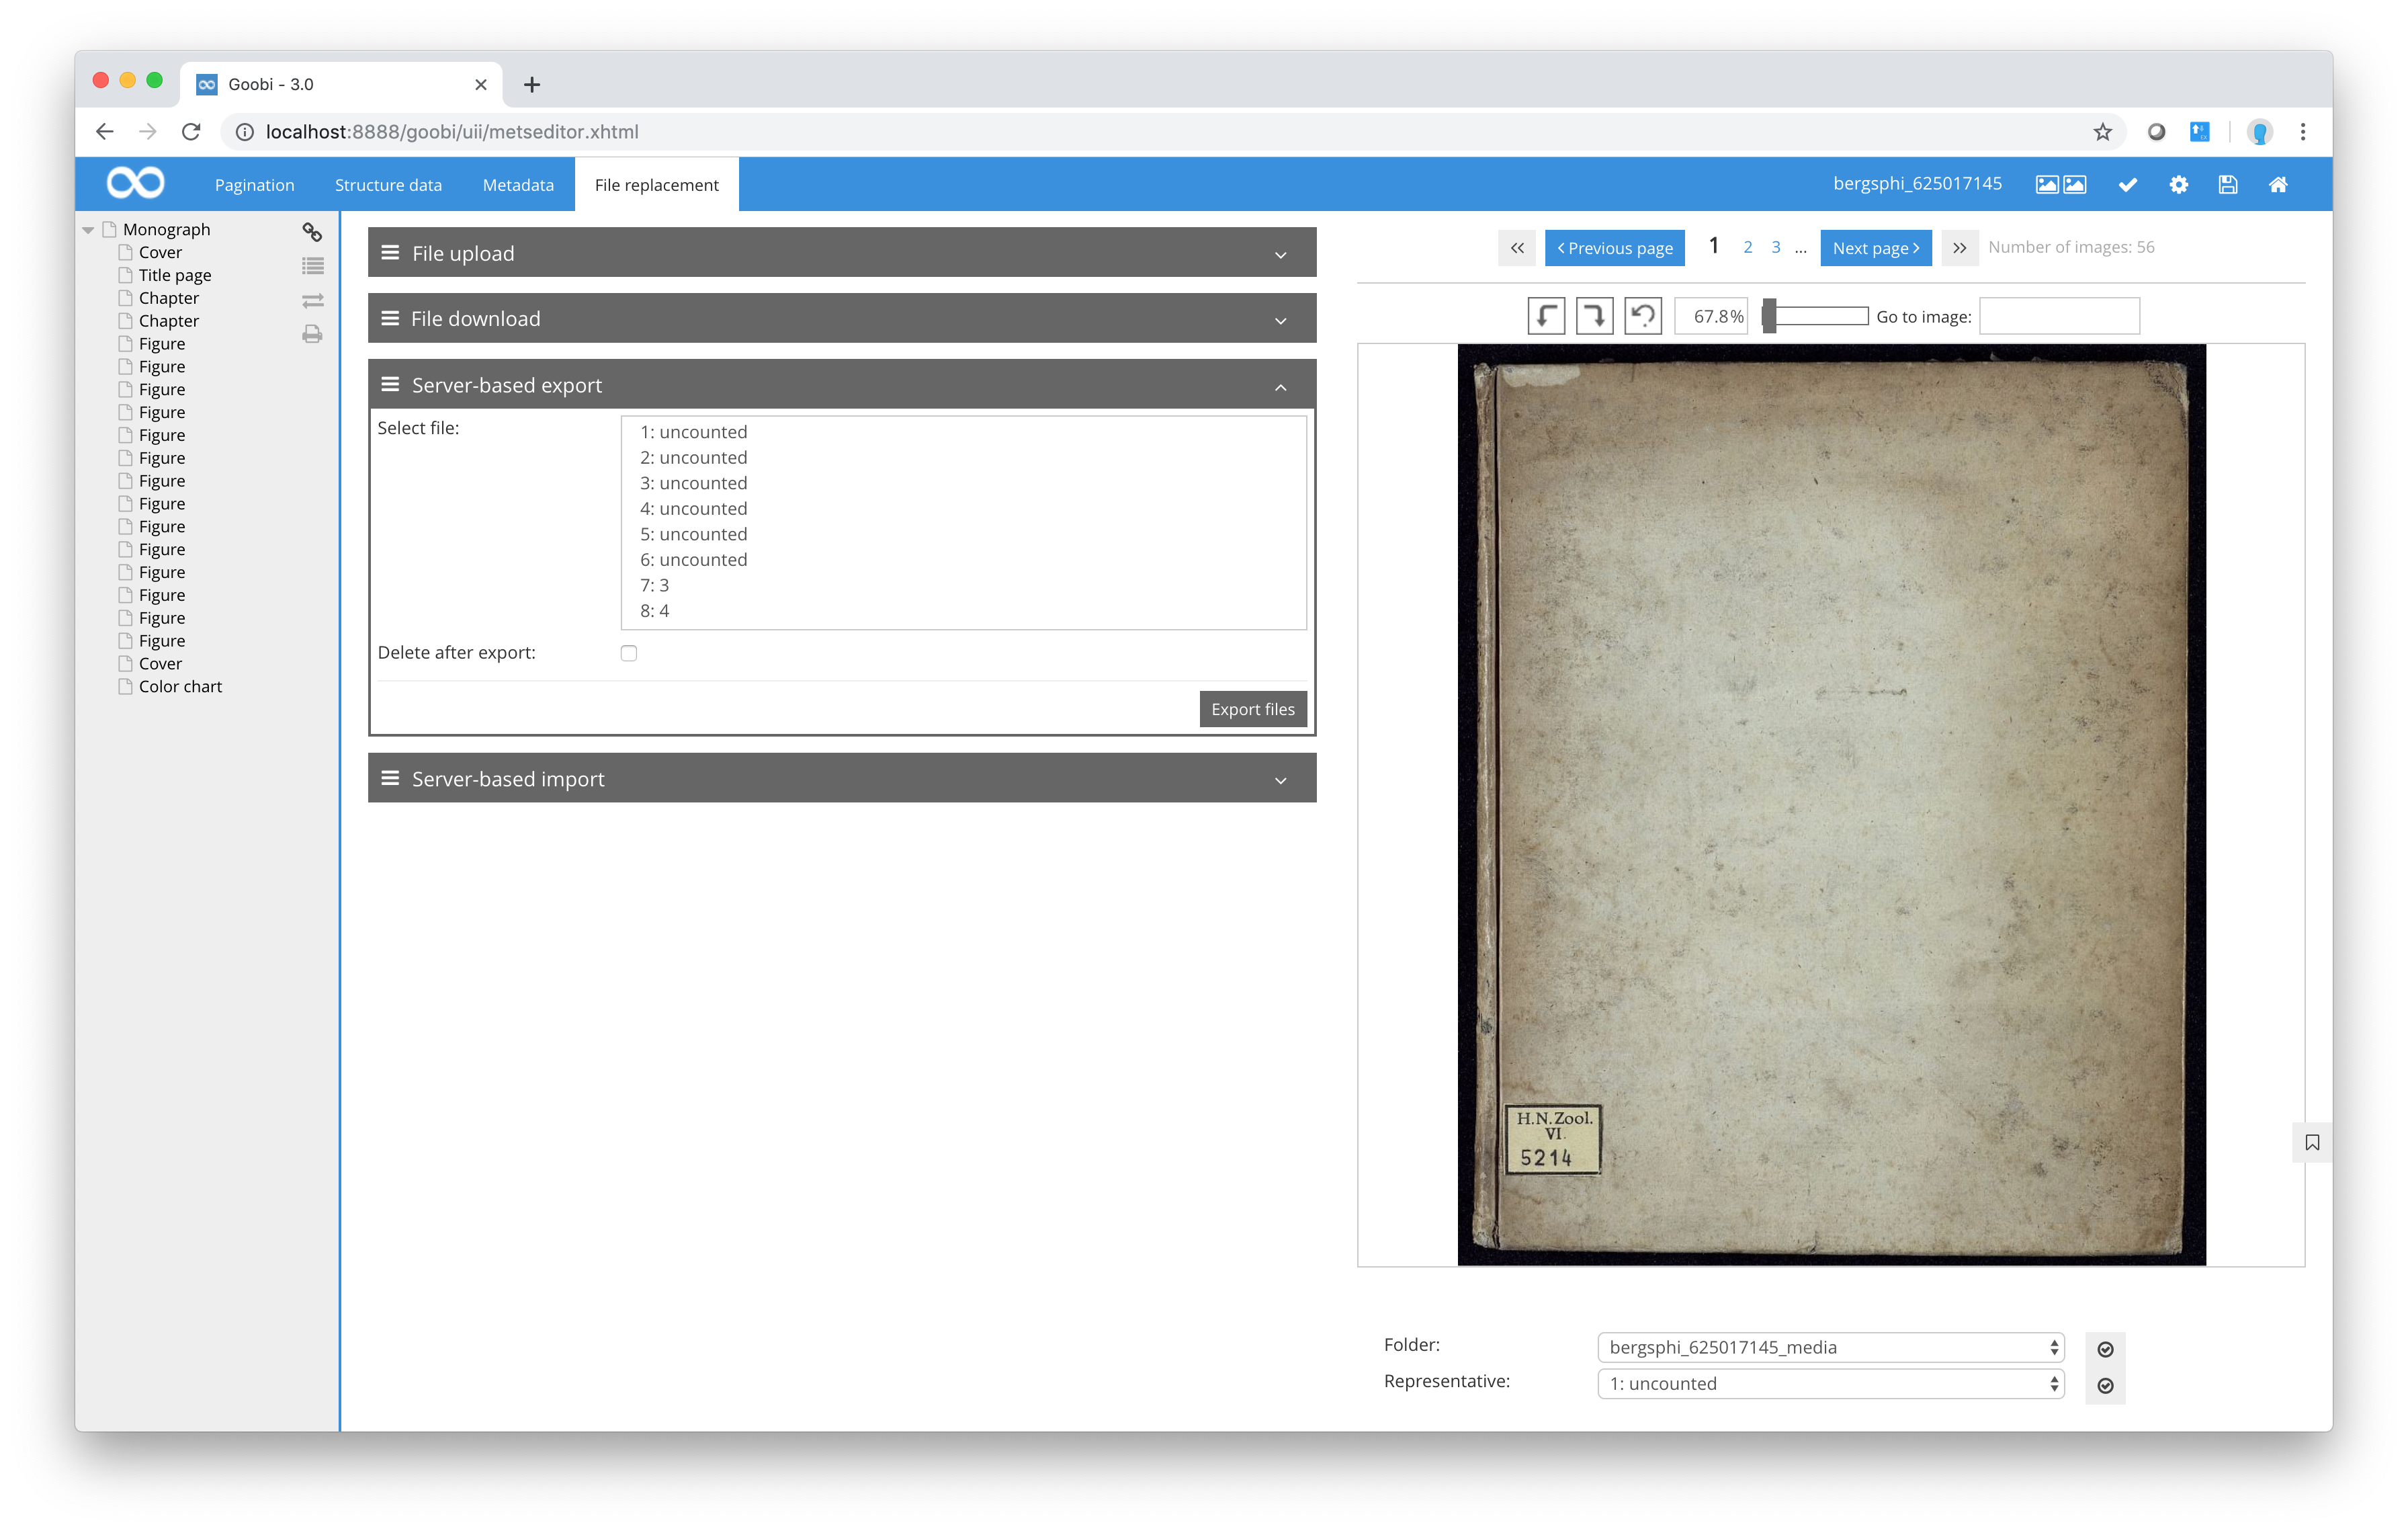 Goobi - 3.0
localhost:8888/goobi/uii/metseditor.xhtml
Pagination
Structure data
Metadata
File replacement
bergsphi_625017145
Monograph
Cover
Title page
Chapter
Chapter
Figure
Figure
Figure
Figure
Figure
Figure
Figure
Figure
Figure
Figure
Figure
Figure
Figure
Figure
Cover
Color chart
File upload
File download
Server-based export
Select file:
1: uncounted
2: uncounted
3: uncounted
4: uncounted
5: uncounted
6: uncounted
7: 3
8: 4
Delete after export:
Export files
Server-based import
Previous page
1 2 3 ...
Next page
Number of images: 56
67.8%
Go to image:
H.N.Zool.
VI.
5214
Folder:
bergsphi_625017145_media
Representative:
1: uncounted